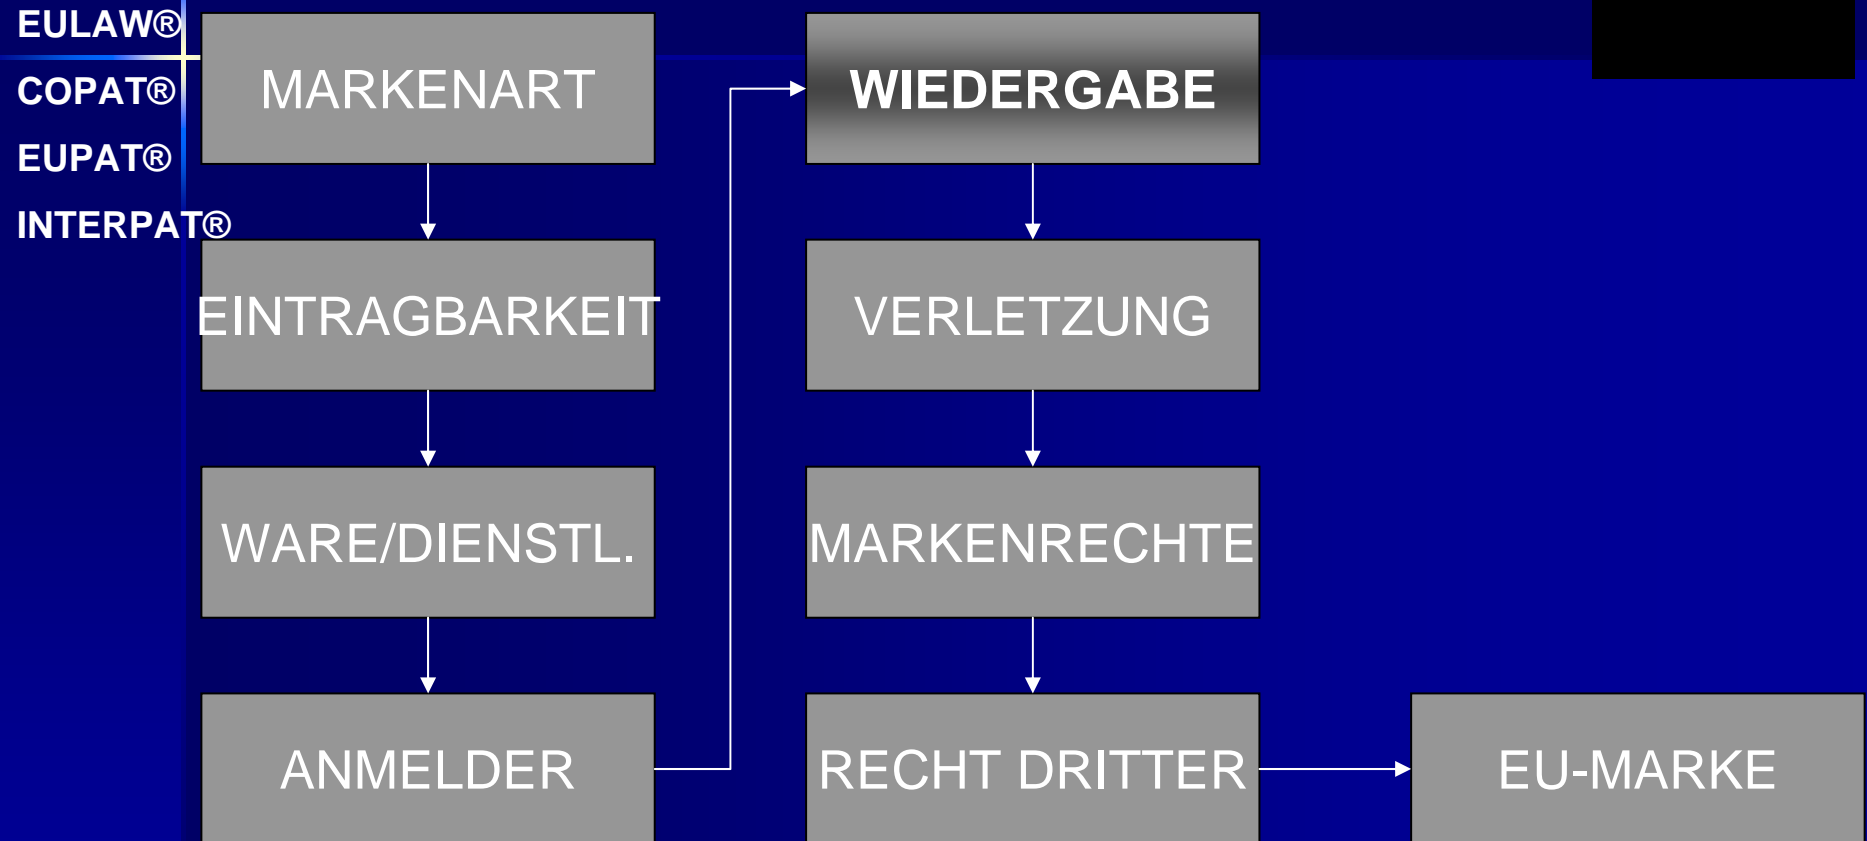 EULAW®
COPAT®
EUPAT®
INTERPAT®
MARKENART
EINTRAGBARKEIT
WARE/DIENSTL.
ANMELDER
WIEDERGABE
VERLETZUNG
MARKENRECHTE
RECHT DRITTER
EU-MARKE